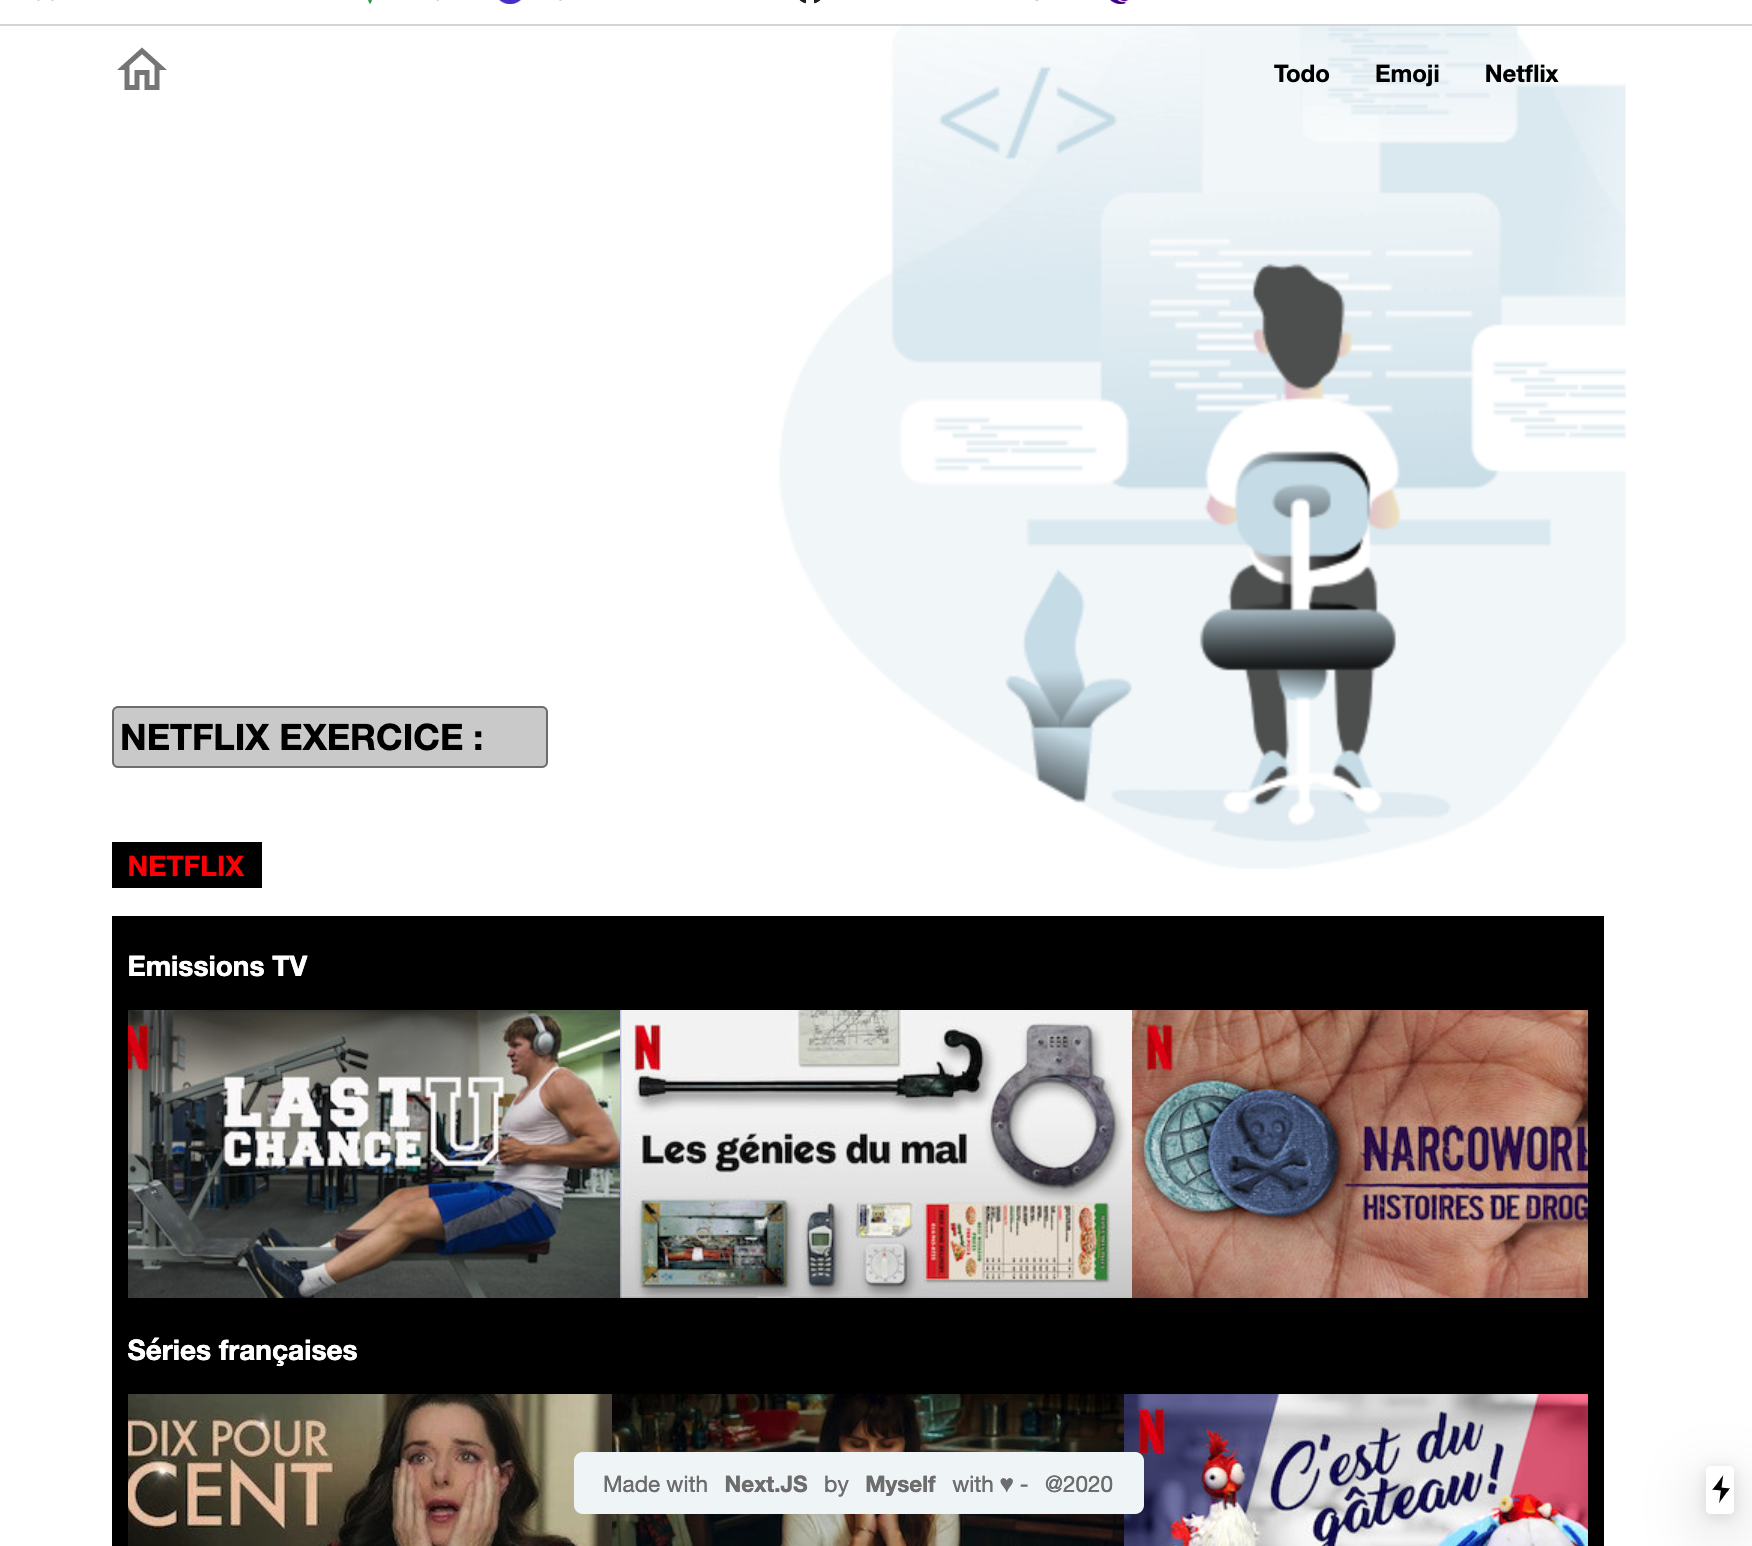 Todo Emoji Netflix
</>
NETFLIX EXERCICE :
NETFLIX
Emissions TV
N
LAST
CHANCE U
N
Les génies du mal
N
NARCOWORL
HISTOIRES DE DROG
Séries françaises
DIX POUR
CENT
N
C'est du
gâteau!
Made with Next.JS by Myself with ♥ - @2020